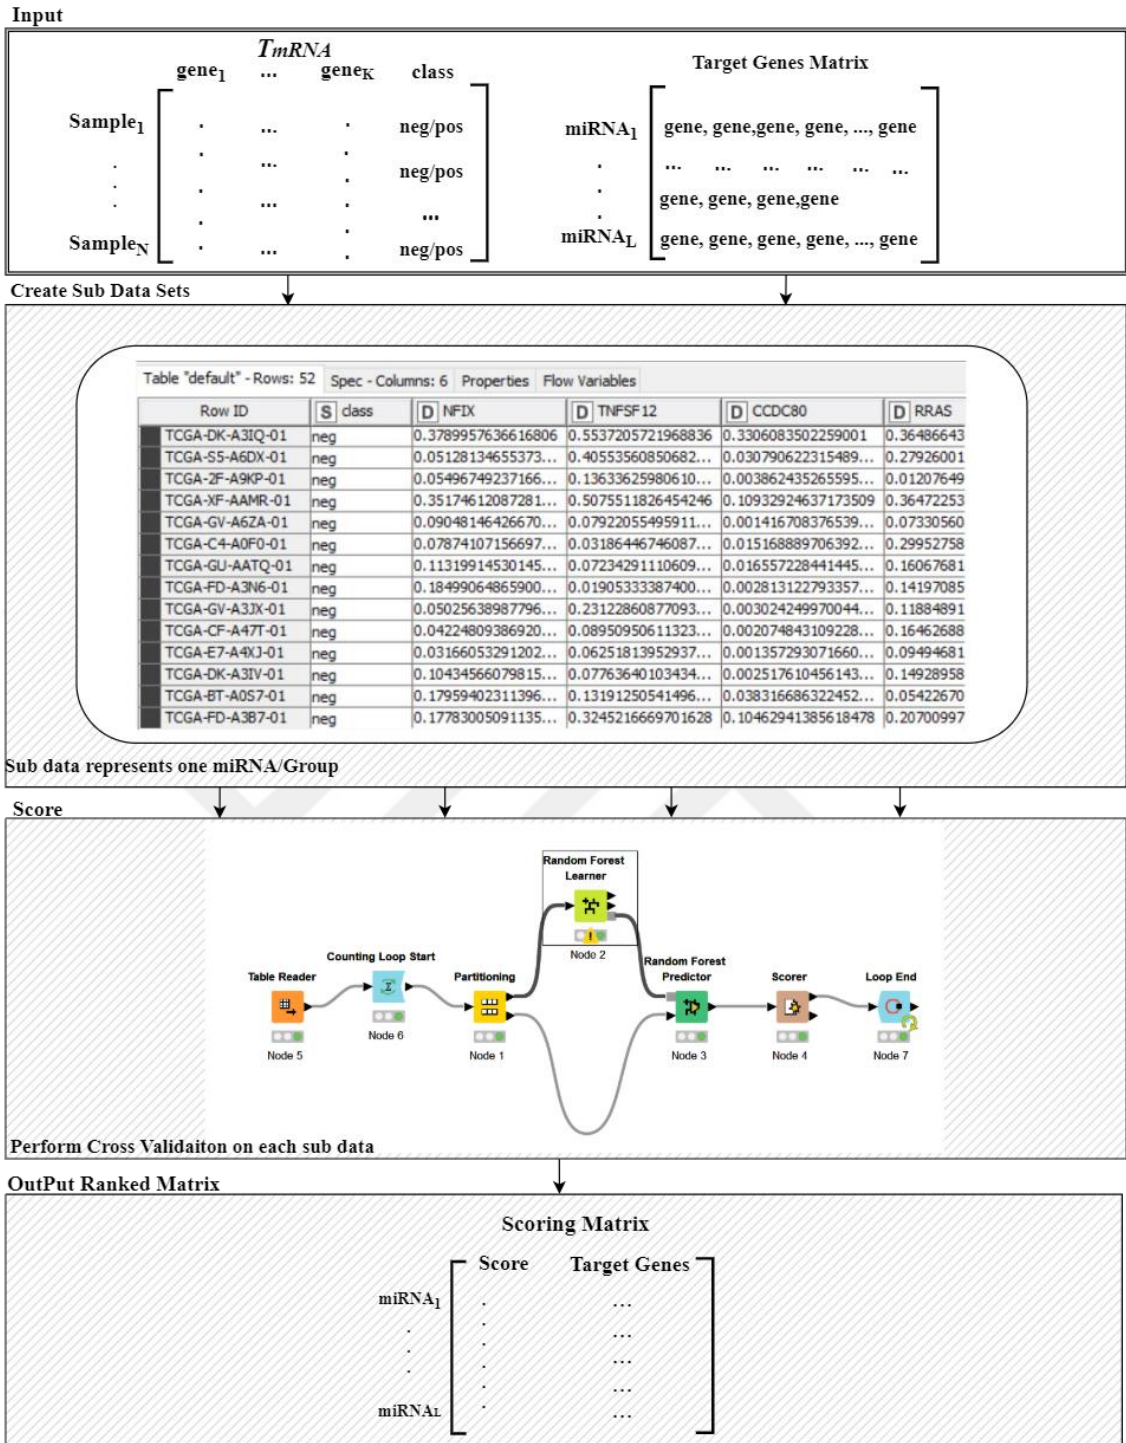 Input
TmRNA
gene1 ... geneK class
Sample1 . ... . neg/pos
. ... . neg/pos
. ... . ...
SampleN . ... . neg/pos
Target Genes Matrix
miRNA1 gene, gene,gene, gene, ..., gene
... ... ... ... ... ...
gene, gene, gene,gene
miRNAL gene, gene, gene, gene, ..., gene
Create Sub Data Sets
Table "default" - Rows: 52 Spec - Columns: 6 Properties Flow Variables
Row ID S class D NFIX D TNFSF12 D CCDC80 D RRAS
TCGA-DK-A3IQ-01 neg 0.3789957636616806 0.5537205721968836 0.3306083502259001 0.36486643
TCGA-S5-A6DX-01 neg 0.05128134655373... 0.40553560850682... 0.030790622315489... 0.27926001
TCGA-2F-A9KP-01 neg 0.05496749237166... 0.13633625980610... 0.003862435265595... 0.01207649
TCGA-XF-AAMR-01 neg 0.35174612087281... 0.5075511826454246 0.10932924637173509 0.36472253
TCGA-GV-A6ZA-01 neg 0.09048146426670... 0.07922055495911... 0.001416708376539... 0.07330560
TCGA-C4-A0F0-01 neg 0.07874107156697... 0.03186446746087... 0.015168889706392... 0.29952758
TCGA-GU-AATQ-01 neg 0.11319914530145... 0.07234291110609... 0.016557228441445... 0.16067681
TCGA-FD-A3N6-01 neg 0.18499064865900... 0.01905333387400... 0.002813122793357... 0.14197085
TCGA-GV-A3JX-01 neg 0.05025638987796... 0.23122860877093... 0.003024249970044... 0.11884891
TCGA-CF-A47T-01 neg 0.04224809386920... 0.08950950611323... 0.002074843109228... 0.16462688
TCGA-E7-A4XJ-01 neg 0.03166053291202... 0.06251813952937... 0.001357293071660... 0.09494681
TCGA-DK-A3IV-01 neg 0.10434566079815... 0.07763640103434... 0.002517610456143... 0.14928958
TCGA-BT-A0S7-01 neg 0.17959402311396... 0.13191250541496... 0.038316686322452... 0.05422670
TCGA-FD-A3B7-01 neg 0.17783005091135... 0.3245216669701628 0.10462941385618478 0.20700997
Sub data represents one miRNA/Group
Score
Random Forest
Learner
Node 2
Table Reader
Node 5
Counting Loop Start
Node 6
Partitioning
Node 1
Random Forest
Predictor
Node 3
Scorer
Node 4
Loop End
Node 7
Perform Cross Validaiton on each sub data
OutPut Ranked Matrix
Scoring Matrix
Score Target Genes
miRNA1 . ...
. . ...
. . ...
. . ...
miRNAL . ...